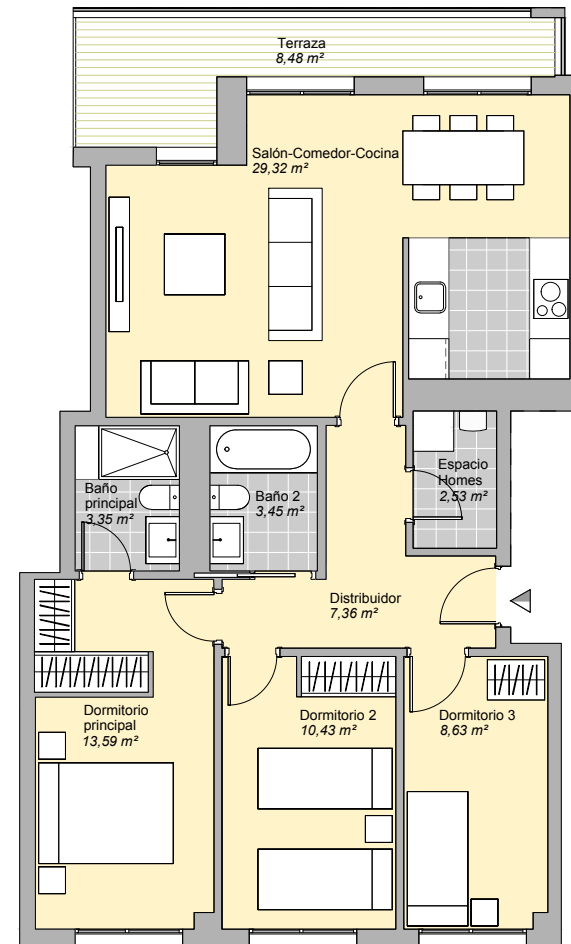 Terraza
8,48 m²
Salón-Comedor-Cocina
29,32 m²
Baño
principal
3,35 m²
Baño 2
3,45 m²
Espacio
Homes
2,53 m²
Distribuidor
7,36 m²
Dormitorio
principal
13,59 m²
Dormitorio 2
10,43 m²
Dormitorio 3
8,63 m²